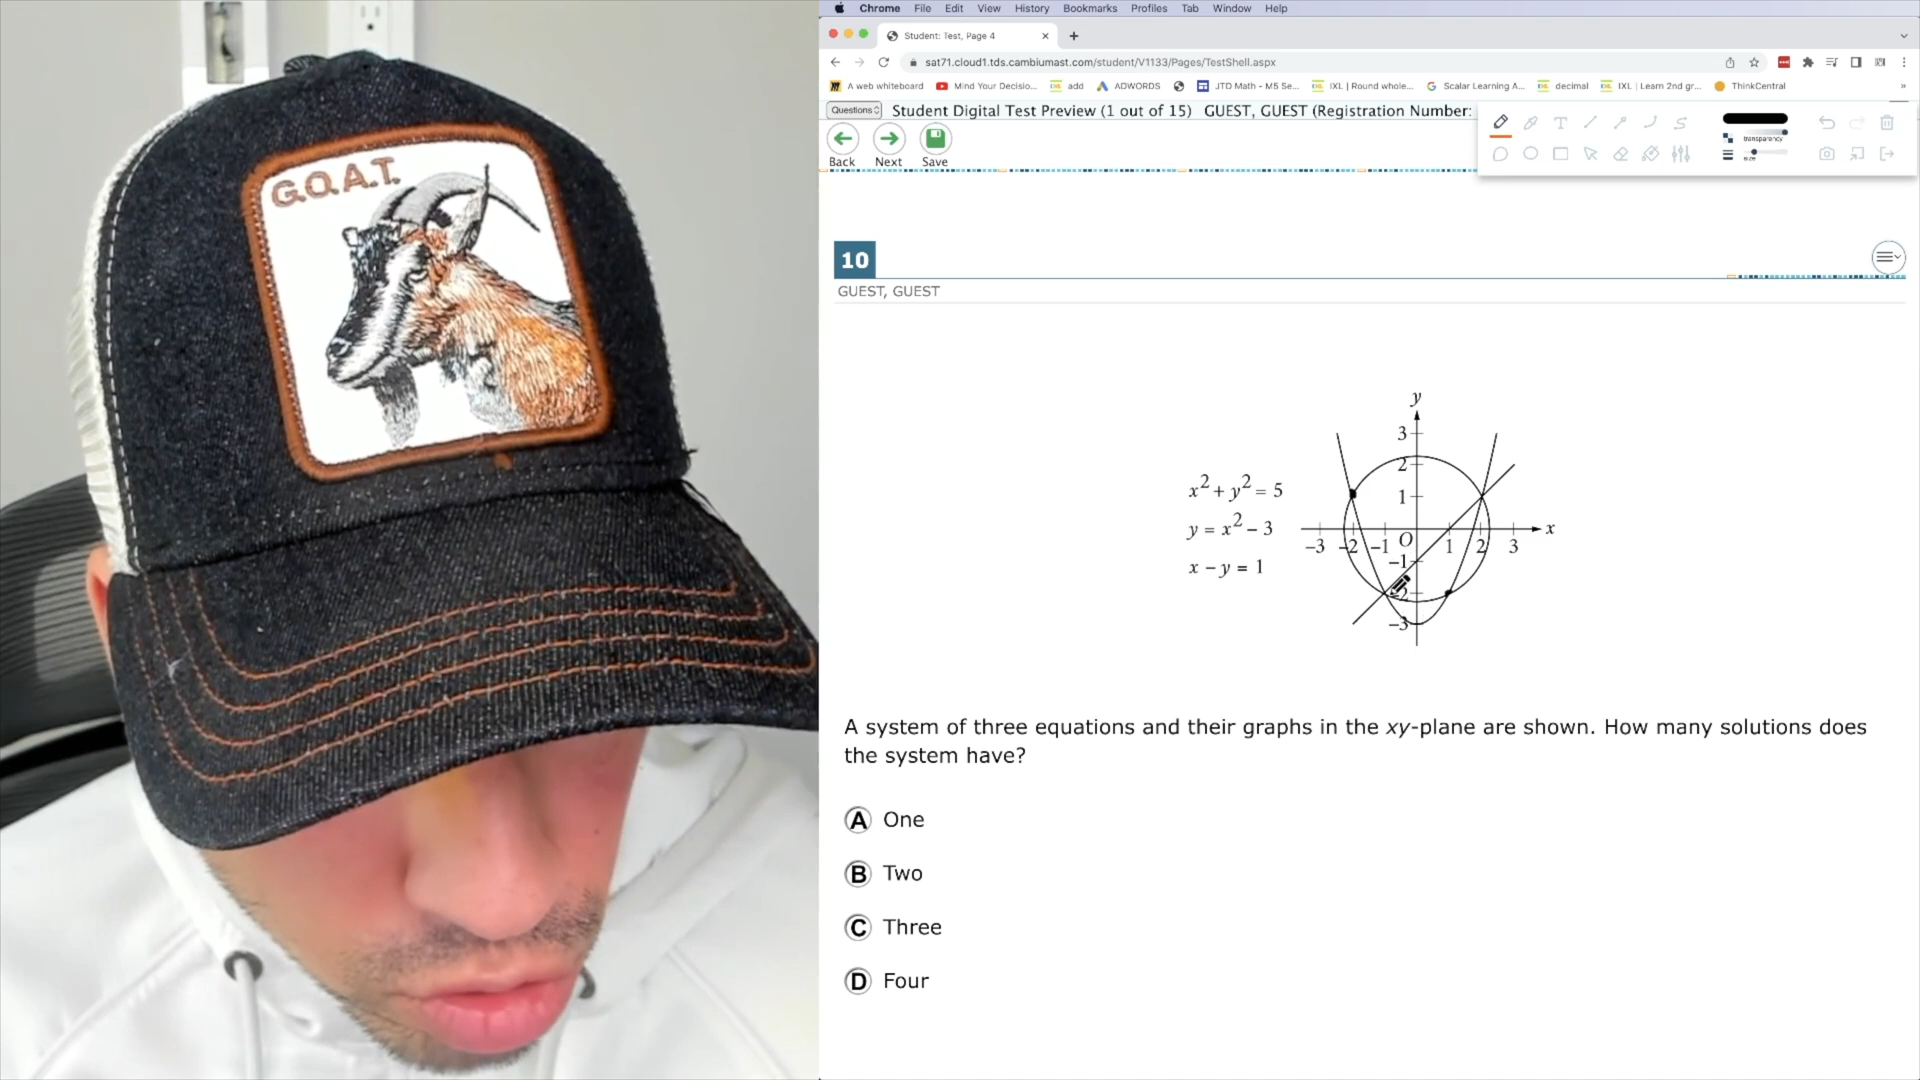 G.O.A.T.
Chrome File Edit View History Bookmarks Profiles Tab Window Help
Student: Test, Page 4
sat71.cloud1.tds.cambiumast.com/student/V1133/Pages/TestShell.aspx
A web whiteboard Mind Your Decisio... add ADWORDS JTD Math - M5 Se... IXL | Round whole... Scalar Learning A... decimal IXL | Learn 2nd gr... ThinkCentral »
Questions Student Digital Test Preview (1 out of 15) GUEST, GUEST (Registration Number:
transparency
size
Back Next Save
10
GUEST, GUEST
x² + y² = 5
y = x² – 3
x – y = 1
y
3
2
1
–3 –2 –1 O 1 2 3 x
–1
–2
–3
A system of three equations and their graphs in the xy-plane are shown. How many solutions does
the system have?
A One
B Two
C Three
D Four